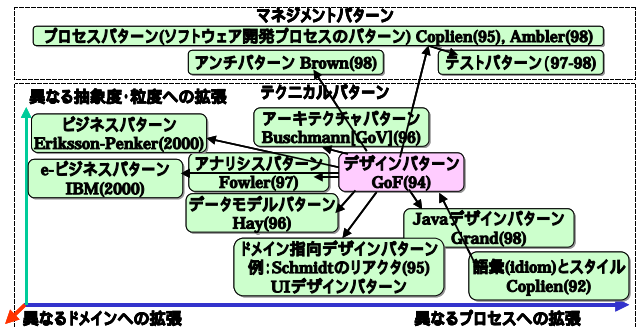 マネジメントパターン
プロセスパターン(ソフトウェア開発プロセスのパターン) Coplien(95), Ambler(98)
アンチパターン Brown(98)
テストパターン(97-98)
テクニカルパターン
異なる抽象度・粒度への拡張
アーキテクチャパターン
Buschmann[GoV](96)
ビジネスパターン
Eriksson-Penker(2000)
e-ビジネスパターン
IBM(2000)
アナリシスパターン
Fowler(97)
デザインパターン
GoF(94)
データモデルパターン
Hay(96)
Javaデザインパターン
Grand(98)
ドメイン指向デザインパターン
例:Schmidtのリアクタ(95)
UIデザインパターン
語彙(idiom)とスタイル
Coplien(92)
異なるドメインへの拡張
異なるプロセスへの拡張